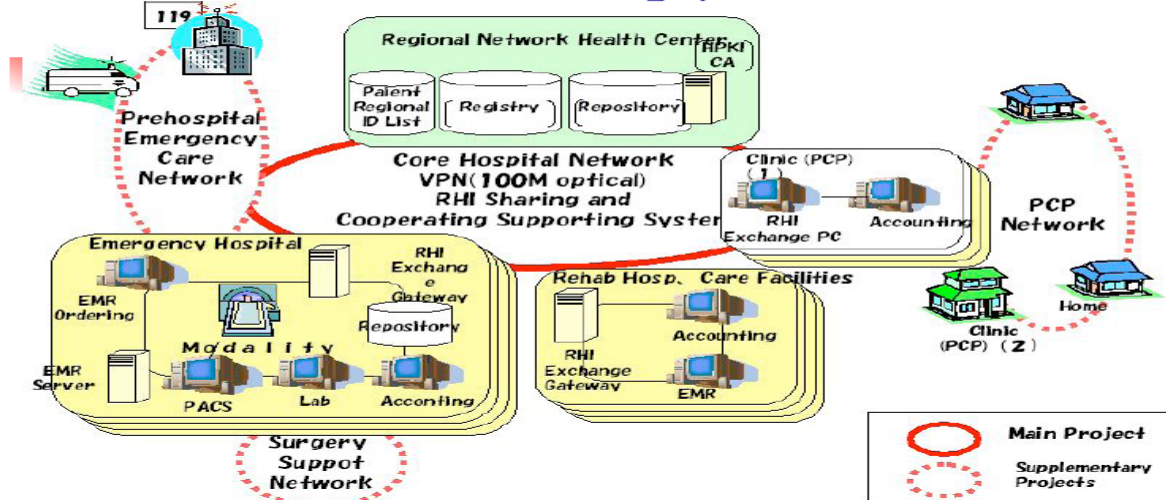 119
Regional Network Health Center
HPKI
CA
Patent
Regional
ID List
Registry
Repository
Prehospital
Emergency
Care
Network
Core Hospital Network
VPN(100M optical)
RHI Sharing and
Cooperating Supporting System
Clinic (PCP)
(1)
RHI
Exchange PC
Accounting
PCP
Network
Home
Clinic
(PCP) (2)
Emergency Hospital
RHI
Exchang
e
Gateway
EMR
Ordering
Repository
Modality
EMR
Server
PACS
Lab
Acconting
Rehab Hosp、Care Facilities
Accounting
RHI
Exchange
Gateway
EMR
Surgery
Suppot
Network
Main Project
Supplementary
Projects